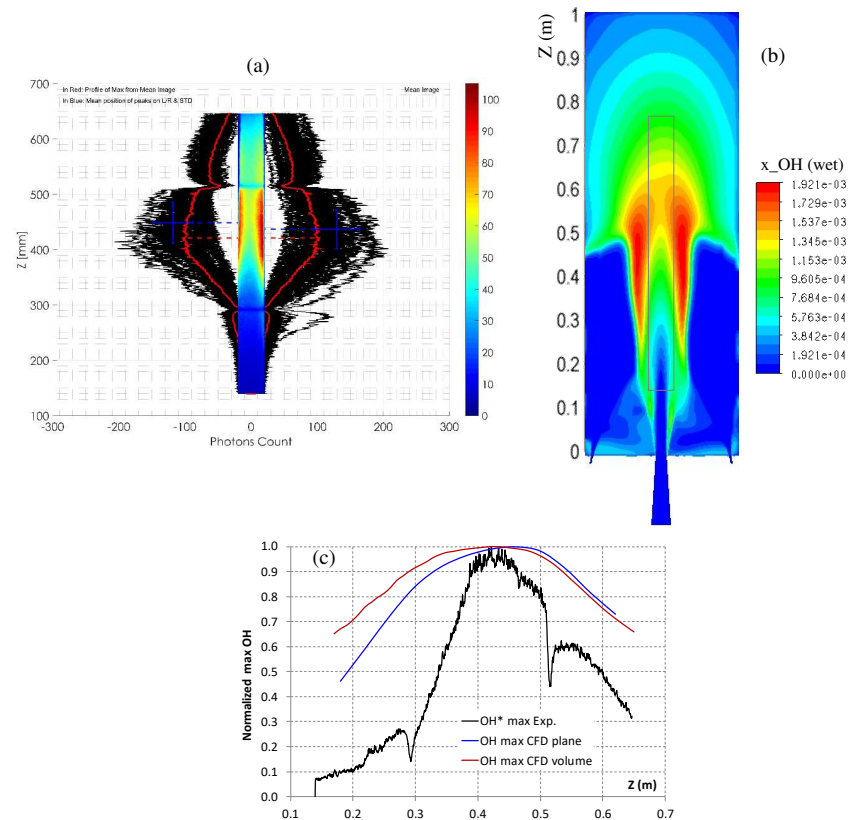 (a)
700
600
500
400
300
200
100
Z [mm]
In Red: Profile of Max from Mean Image
In Blue: Mean position of peaks on L/R & STD
Mean Image
-300
-200
-100
0
100
200
300
Photons Count
100
90
80
70
60
50
40
30
20
10
0
(b)
Z (m)
1
0.9
0.8
0.7
0.6
0.5
0.4
0.3
0.2
0.1
0
x_OH (wet)
1.921e-03
1.729e-03
1.537e-03
1.345e-03
1.153e-03
9.605e-04
7.684e-04
5.763e-04
3.842e-04
1.921e-04
0.000e+00
(c)
Normalized max OH
1.0
0.9
0.8
0.7
0.6
0.5
0.4
0.3
0.2
0.1
0.0
OH* max Exp.
OH max CFD plane
OH max CFD volume
Z (m)
0.1
0.2
0.3
0.4
0.5
0.6
0.7